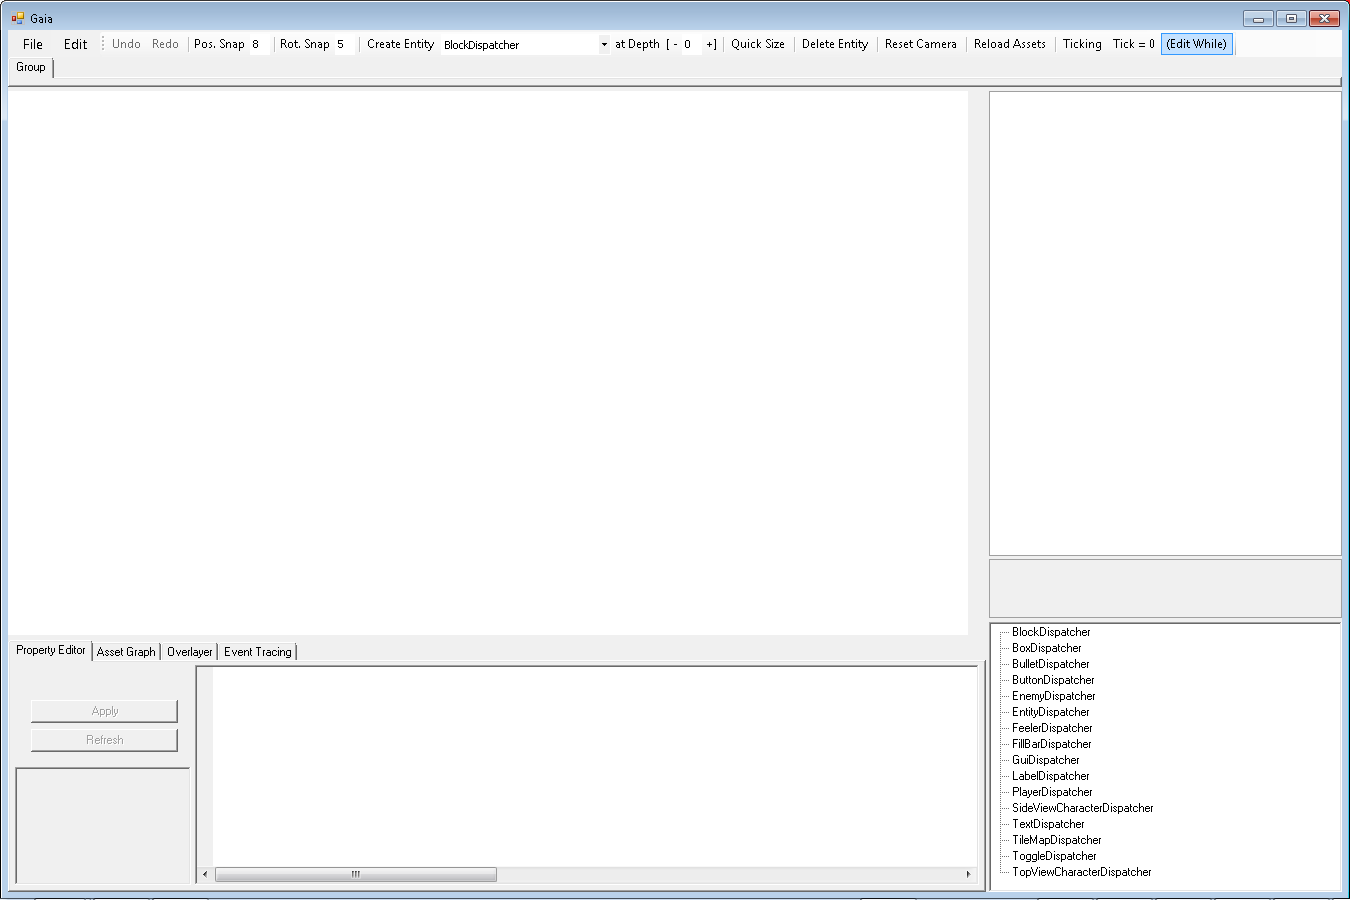 Gaia
File Edit Undo Redo Pos. Snap 8 Rot. Snap 5 Create Entity BlockDispatcher at Depth [ - 0 +] Quick Size Delete Entity Reset Camera Reload Assets Ticking Tick = 0 (Edit While)
Group
Property Editor Asset Graph Overlayer Event Tracing
Apply
Refresh
BlockDispatcher
BoxDispatcher
BulletDispatcher
ButtonDispatcher
EnemyDispatcher
EntityDispatcher
FeelerDispatcher
FillBarDispatcher
GuiDispatcher
LabelDispatcher
PlayerDispatcher
SideViewCharacterDispatcher
TextDispatcher
TileMapDispatcher
ToggleDispatcher
TopViewCharacterDispatcher